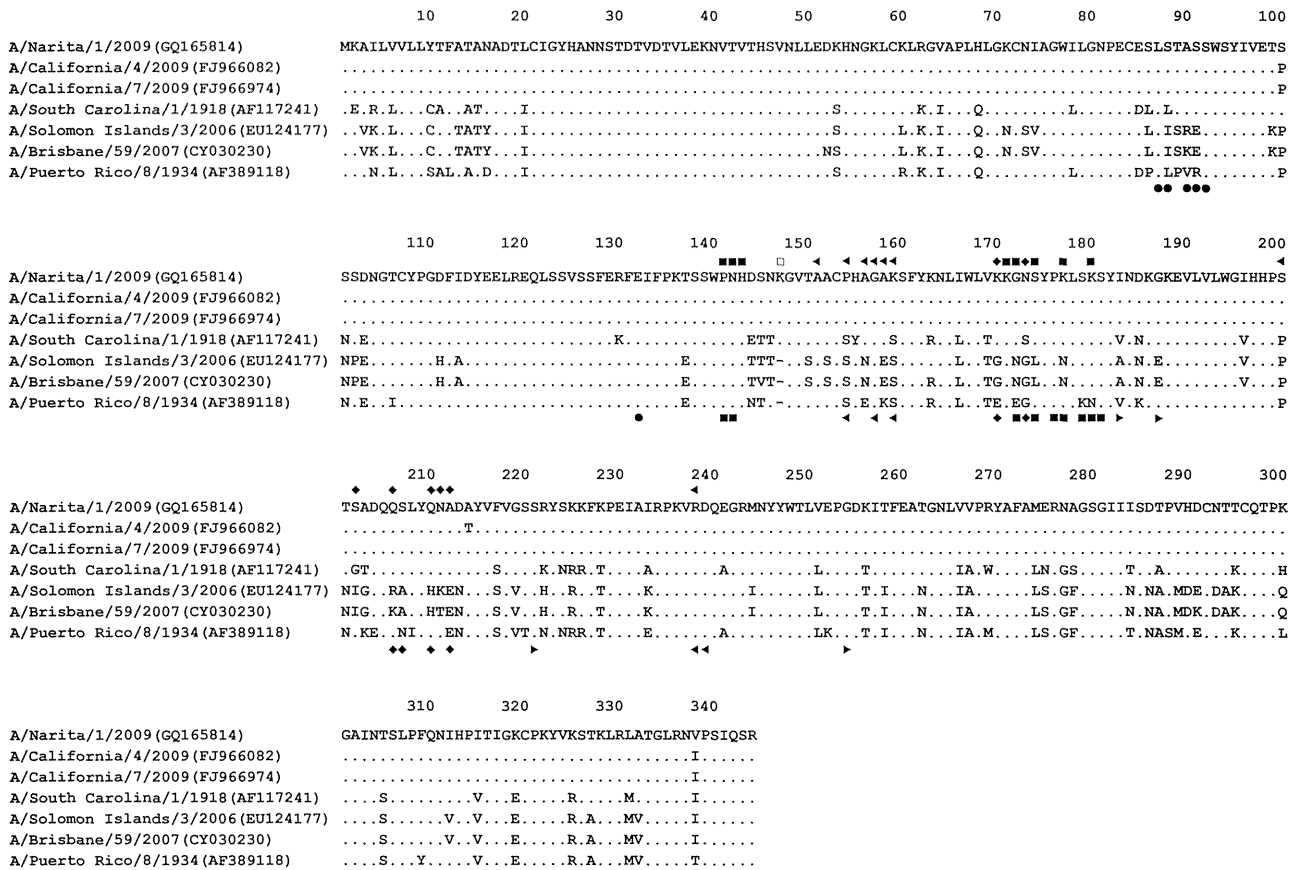 10 20 30 40 50 60 70 80 90 100
A/Narita/1/2009(GQ165814) MKAILVVLLYTFATANADTLCIGYHANNSTDTVDTVLEKNVTVTHSVNLLEDKHNGKLCKLRGVAPLHLGKCNIAGWILGNPECESLSTASSWSYIVETS
A/California/4/2009(FJ966082) ...................................................................................................P
A/California/7/2009(FJ966974) ...................................................................................................P
A/South Carolina/1/1918(AF117241) .E.R.L...CA..AT....I................................S........K.I...Q.........L......DL.L...........P
A/Solomon Islands/3/2006(EU124177) ..VK.L...C..TATY...I................................S......L.K.I...Q..N.SV...........L.ISRE.......KP
A/Brisbane/59/2007(CY030230) ..VK.L...C..TATY...I...............................NS......L.K.I...Q..N.SV...........L.ISKE.......KP
A/Puerto Rico/8/1934(AF389118) ...N.L...SAL.A.D...I................................S......R.K.I...Q.........L......DP.LPVR........P
110 120 130 140 150 160 170 180 190 200
A/Narita/1/2009(GQ165814) SSDNGTCYPGDFIDYEELREQLSSVSSFERFEIFPKTSSWPNHDSNKGVTAACPHAGAKSFYKNLIWLVKKGNSYPKLSKSYINDKGKEVLVLWGIHHPS
A/California/4/2009(FJ966082) ....................................................................................................
A/California/7/2009(FJ966974) ....................................................................................................
A/South Carolina/1/1918(AF117241) N.E..........................K.............ETT.......SY...S...R..L..T...S.........V.N..........V...P
A/Solomon Islands/3/2006(EU124177) NPE.......H.A.......................E......TTT-..S.S.S.N.ES...R..L..TG.NGL..N.....A.N.E........V...P
A/Brisbane/59/2007(CY030230) NPE.......H.A.......................E......TVT-..S.S.S.N.ES...R..L..TG.NGL..N.....A.N.E........V...P
A/Puerto Rico/8/1934(AF389118) N.E..I..............................E......NT.-......S.E.KS...R..L..TE.EG.....KN..V.K..............P
210 220 230 240 250 260 270 280 290 300
A/Narita/1/2009(GQ165814) TSADQQSLYQNADAYVFVGSSRYSKKFKPEIAIRPKVRDQEGRMNYYWTLVEPGDKITFEATGNLVVPRYAFAMERNAGSGIIISDTPVHDCNTTCQTPK
A/California/4/2009(FJ966082) .............T......................................................................................
A/California/7/2009(FJ966974) ....................................................................................................
A/South Carolina/1/1918(AF117241) .GT.............S....K.NRR.T....A.......A.........L....T.........IA.W....LN.GS.....T..A.......K....H
A/Solomon Islands/3/2006(EU124177) NIG..RA..HKEN...S.V..H..R..T....K..........I......L....T.I...N...IA......LS.GF.....N.NA.MDE.DAK....Q
A/Brisbane/59/2007(CY030230) NIG..KA..HTEN...S.V..H..R..T....K..........I......L....T.I...N...IA......LS.GF.....N.NA.MDK.DAK....Q
A/Puerto Rico/8/1934(AF389118) N.KE..NI...EN...S.VT.N.NRR.T....E.......A.........LK...T.I...N...IA.M....LS.GF.....N.NASM.E...K....L
310 320 330 340
A/Narita/1/2009(GQ165814) GAINTSLPFQNIHPITIGKCPKYVKSTKLRLATGLRNVPSIQSR
A/California/4/2009(FJ966082) .....................................I......
A/California/7/2009(FJ966974) .....................................I......
A/South Carolina/1/1918(AF117241) ....S.........V...E.....R.....M......I......
A/Solomon Islands/3/2006(EU124177) ....S......V..V...E.....R.A...MV.....I......
A/Brisbane/59/2007(CY030230) ....S......V..V...E.....R.A...MV.....I......
A/Puerto Rico/8/1934(AF389118) ....S...Y.....V...E.....R.A...MV.....T......